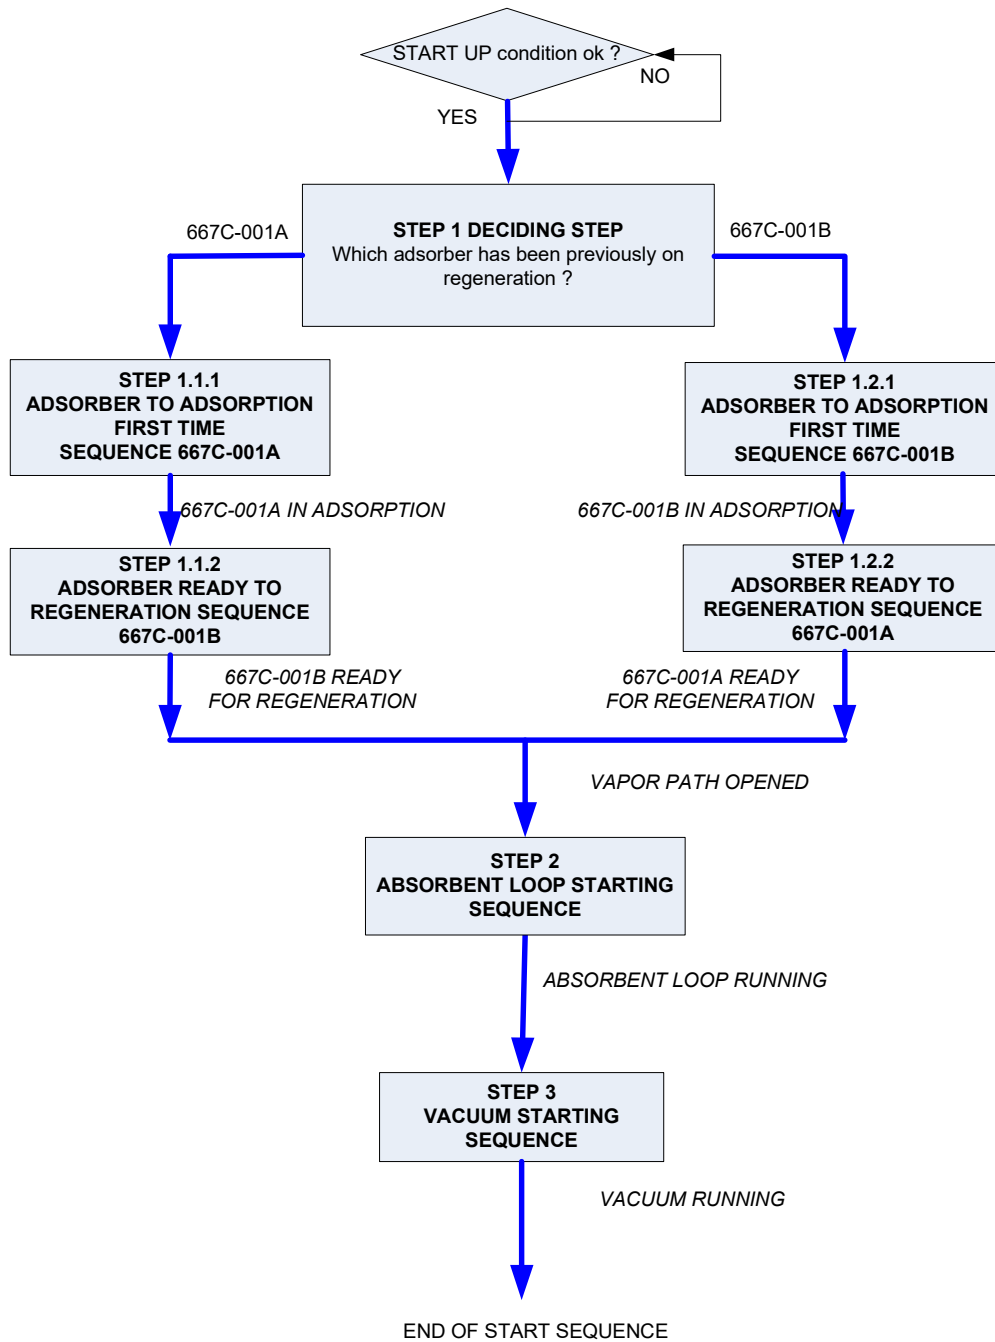 START UP condition ok ?
NO
YES
667C-001A
STEP 1 DECIDING STEP
Which adsorber has been previously on
regeneration ?
667C-001B
STEP 1.1.1
ADSORBER TO ADSORPTION
FIRST TIME
SEQUENCE 667C-001A
STEP 1.2.1
ADSORBER TO ADSORPTION
FIRST TIME
SEQUENCE 667C-001B
667C-001A IN ADSORPTION
667C-001B IN ADSORPTION
STEP 1.1.2
ADSORBER READY TO
REGENERATION SEQUENCE
667C-001B
STEP 1.2.2
ADSORBER READY TO
REGENERATION SEQUENCE
667C-001A
667C-001B READY
FOR REGENERATION
667C-001A READY
FOR REGENERATION
VAPOR PATH OPENED
STEP 2
ABSORBENT LOOP STARTING
SEQUENCE
ABSORBENT LOOP RUNNING
STEP 3
VACUUM STARTING
SEQUENCE
VACUUM RUNNING
END OF START SEQUENCE